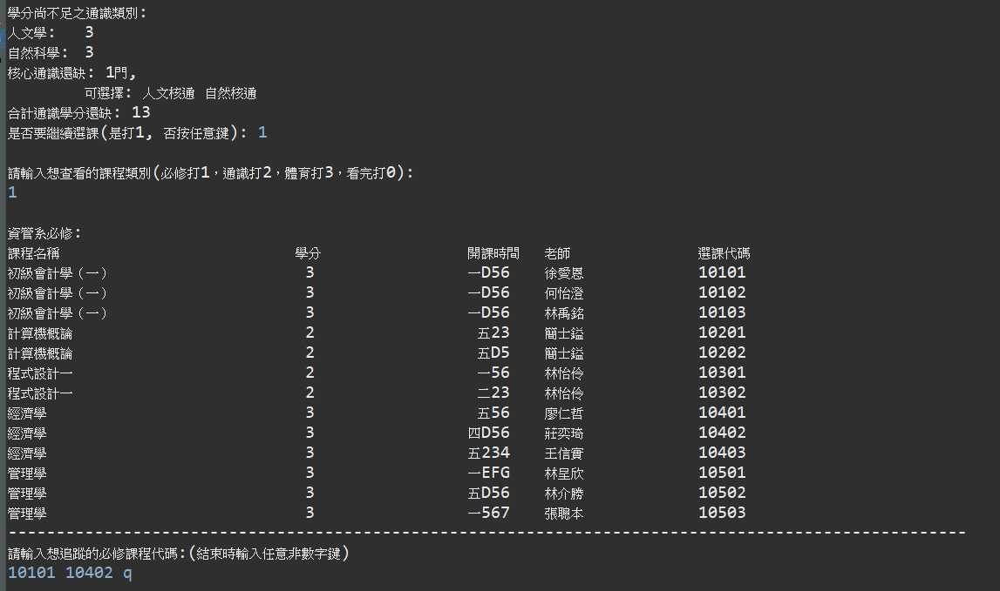 學分尚不足之通識類別:
人文學: 3
自然科學: 3
核心通識還缺: 1門,
可選擇: 人文核通 自然核通
合計通識學分還缺: 13
是否要繼續選課(是打1, 否按任意鍵): 1
請輸入想查看的課程類別(必修打1，通識打2，體育打3，看完打0):
1
資管系必修:
課程名稱 學分 開課時間 老師 選課代碼
初級會計學（一） 3 一D56 徐愛恩 10101
初級會計學（一） 3 一D56 何怡澄 10102
初級會計學（一） 3 一D56 林禹銘 10103
計算機概論 2 五23 簡士鎰 10201
計算機概論 2 五D5 簡士鎰 10202
程式設計一 2 一56 林怡伶 10301
程式設計一 2 二23 林怡伶 10302
經濟學 3 五56 廖仁哲 10401
經濟學 3 四D56 莊奕琦 10402
經濟學 3 五234 王信實 10403
管理學 3 一EFG 林呈欣 10501
管理學 3 五D56 林介勝 10502
管理學 3 一567 張聰本 10503
----------------------------------------------------------------------------------------------------
請輸入想追蹤的必修課程代碼:(結束時輸入任意非數字鍵)
10101 10402 q